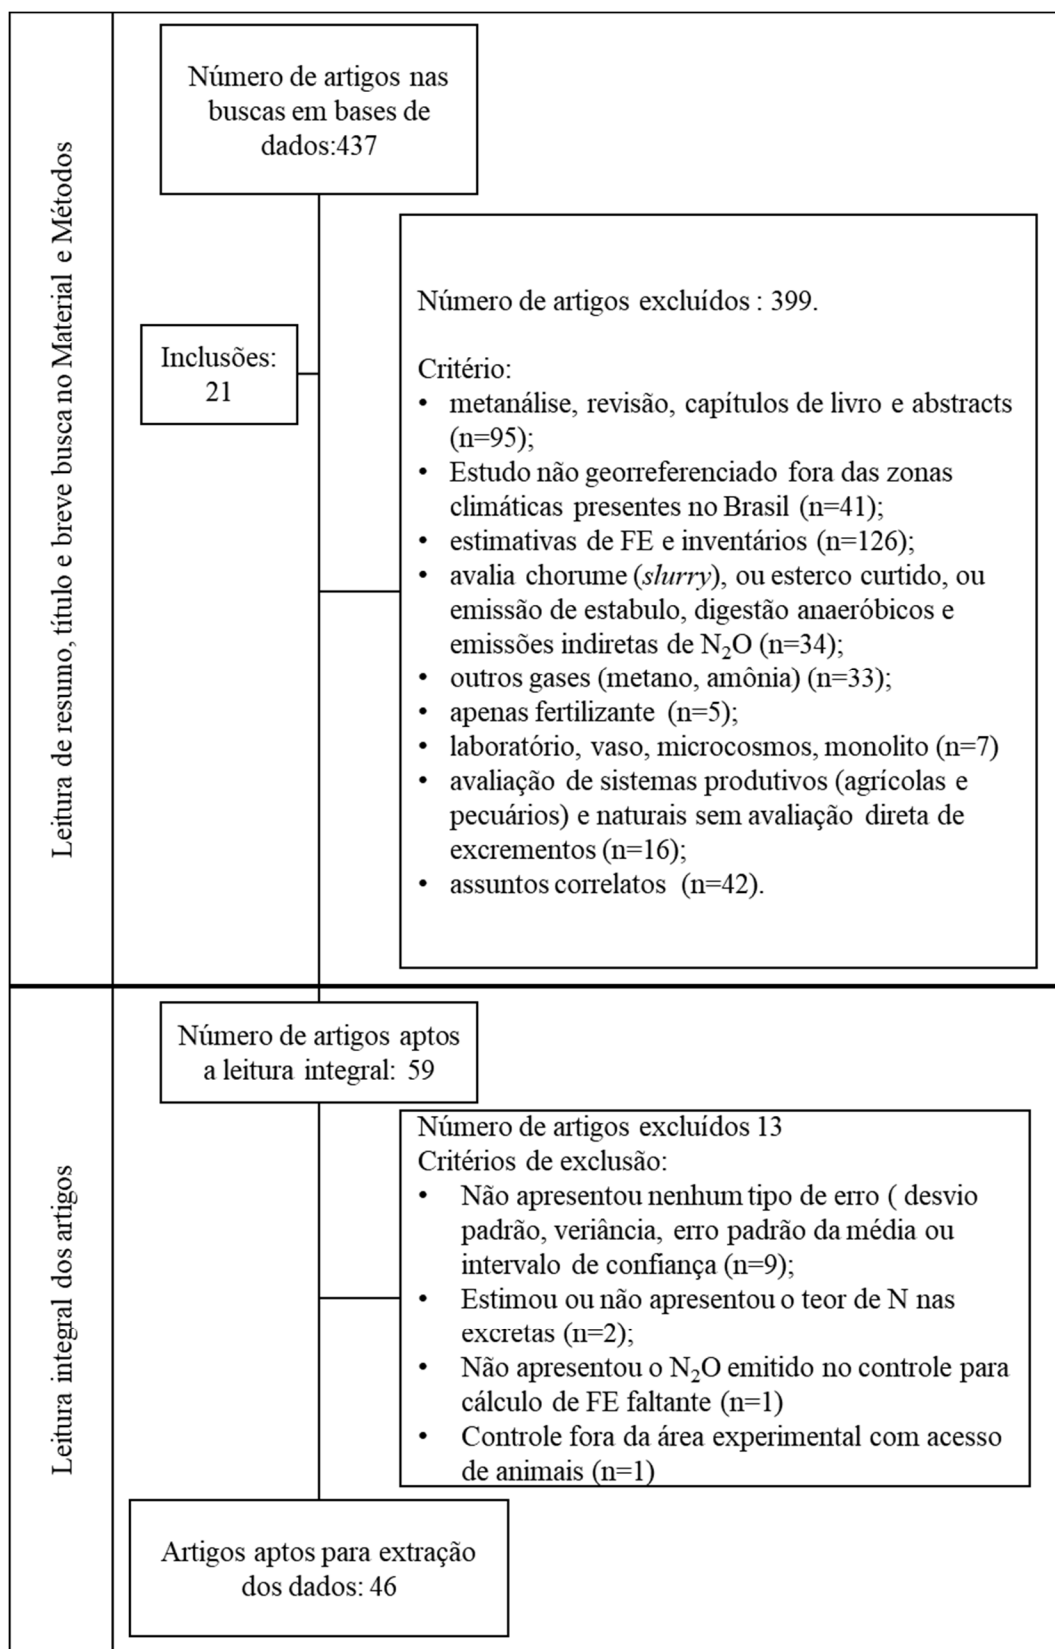 Leitura de resumo, título e breve busca no Material e Métodos
Número de artigos nas
buscas em bases de
dados:437
Inclusões:
21
Número de artigos excluídos : 399.
Critério:
• metanálise, revisão, capítulos de livro e abstracts
(n=95);
• Estudo não georreferenciado fora das zonas
climáticas presentes no Brasil (n=41);
• estimativas de FE e inventários (n=126);
• avalia chorume (slurry), ou esterco curtido, ou
emissão de estabulo, digestão anaeróbicos e
emissões indiretas de N₂O (n=34);
• outros gases (metano, amônia) (n=33);
• apenas fertilizante (n=5);
• laboratório, vaso, microcosmos, monolito (n=7)
• avaliação de sistemas produtivos (agrícolas e
pecuários) e naturais sem avaliação direta de
excrementos (n=16);
• assuntos correlatos (n=42).
Leitura integral dos artigos
Número de artigos aptos
a leitura integral: 59
Número de artigos excluídos 13
Critérios de exclusão:
• Não apresentou nenhum tipo de erro ( desvio
padrão, veriância, erro padrão da média ou
intervalo de confiança (n=9);
• Estimou ou não apresentou o teor de N nas
excretas (n=2);
• Não apresentou o N₂O emitido no controle para
cálculo de FE faltante (n=1)
• Controle fora da área experimental com acesso
de animais (n=1)
Artigos aptos para extração
dos dados: 46